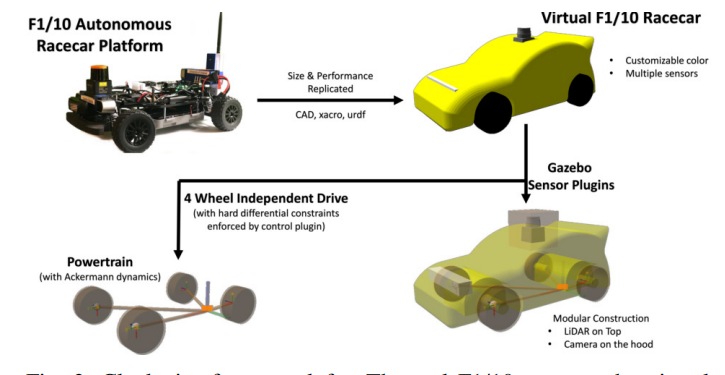 F1/10 Autonomous
Racecar Platform
Virtual F1/10 Racecar
• Customizable color
• Multiple sensors
Size & Performance
Replicated
CAD, xacro, urdf
Gazebo
Sensor Plugins
4 Wheel Independent Drive
(with hard differential constraints
enforced by control plugin)
Powertrain
(with Ackermann dynamics)
Modular Construction
• LiDAR on Top
• Camera on the hood